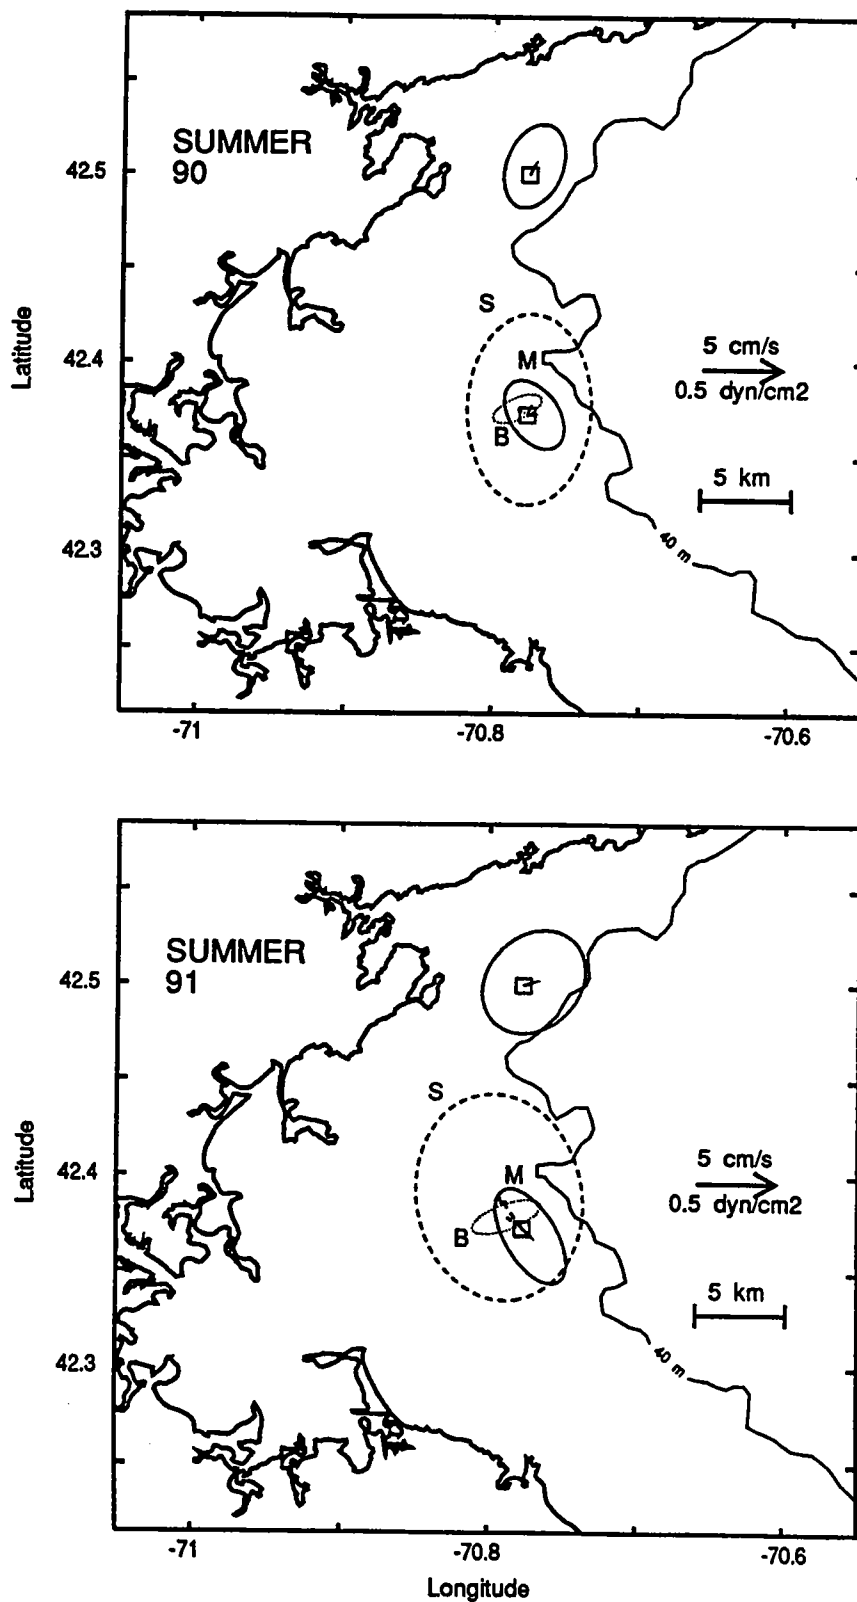 SUMMER
90
42.5
S
5 cm/s
Latitude
42.4
M
0.5 dyn/cm2
B
5 km
42.3
40 m
-71
-70.8
-70.6
SUMMER
91
42.5
S
5 cm/s
Latitude
42.4
M
0.5 dyn/cm2
B
5 km
42.3
40 m
-71
-70.8
-70.6
Longitude